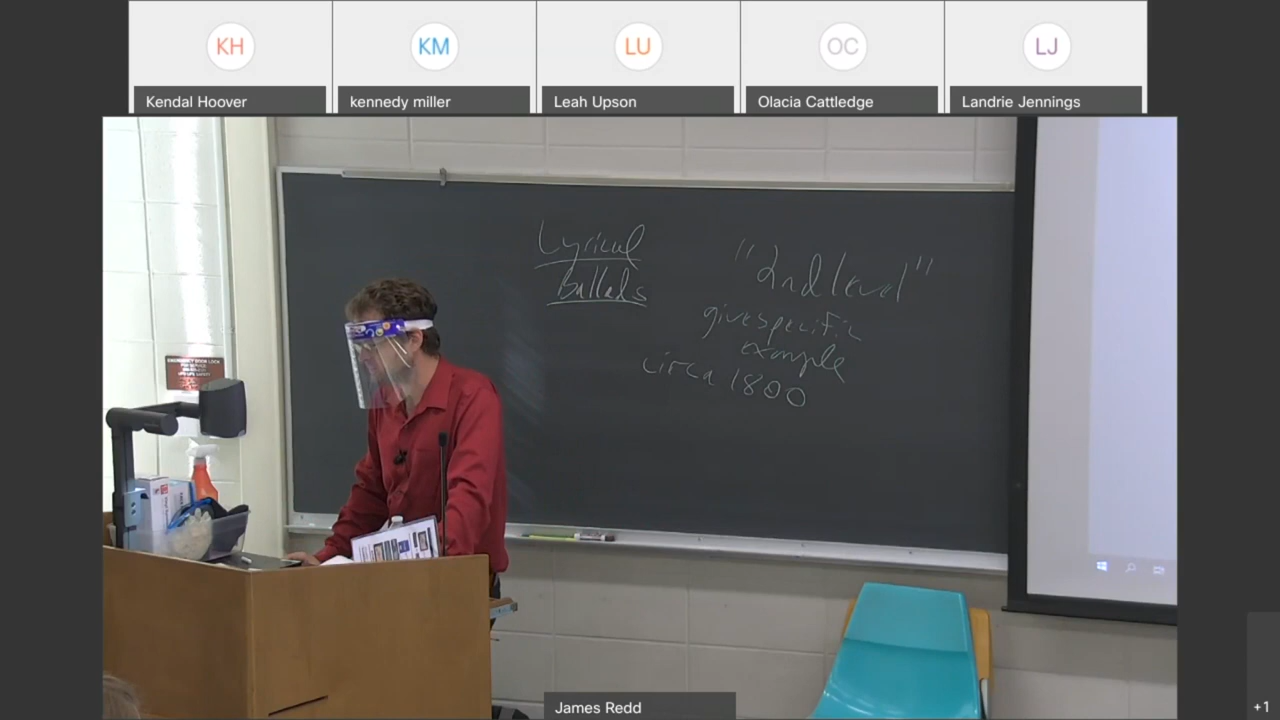 KH
KM
LU
OC
LJ
Kendal Hoover
kennedy miller
Leah Upson
Olacia Cattledge
Landrie Jennings
Lyrical
Ballads
"2nd level"
give specific
example
circa 1800
James Redd
+1